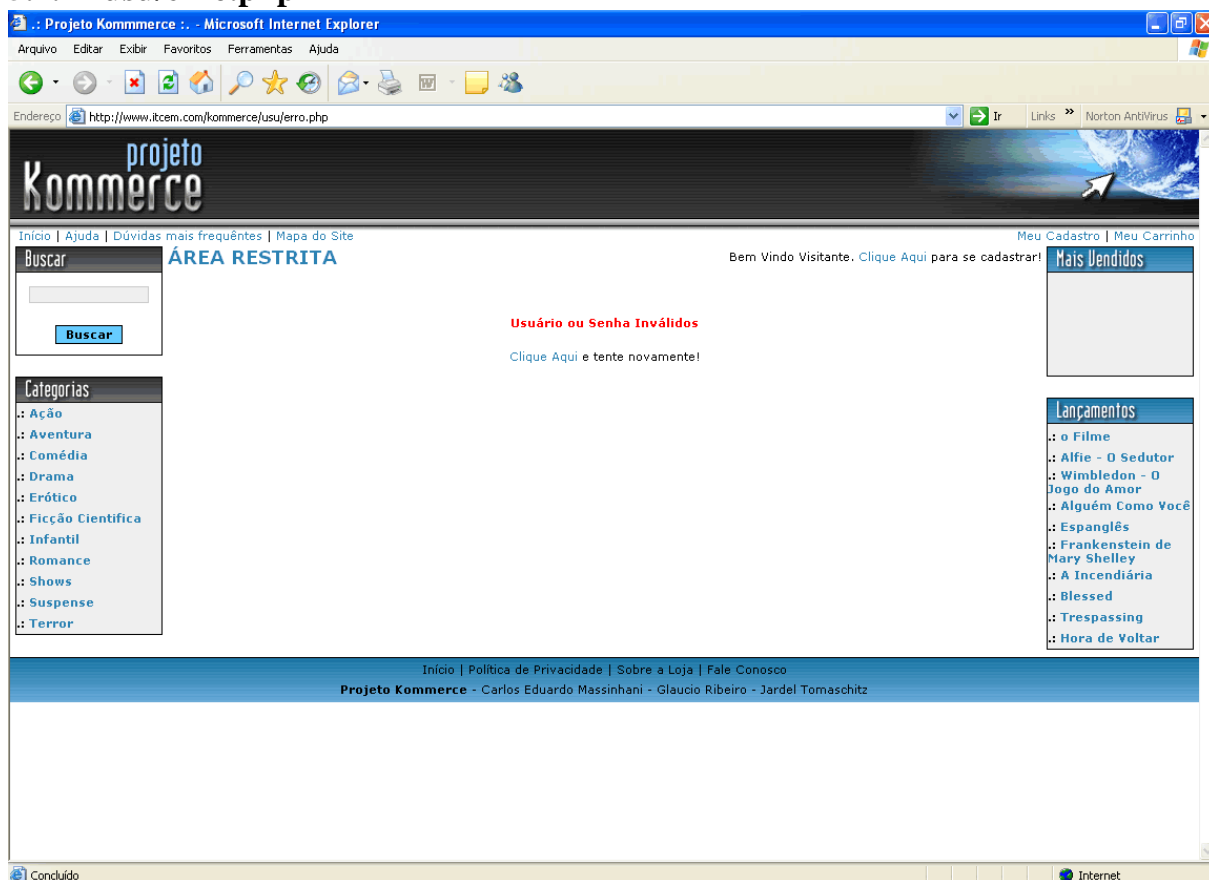 .: Projeto Kommmerce :. - Microsoft Internet Explorer
Arquivo Editar Exibir Favoritos Ferramentas Ajuda
Endereço http://www.itcem.com/kommerce/usu/erro.php Ir Links » Norton AntiVirus
projeto
Kommerce
Início | Ajuda | Dúvidas mais frequêntes | Mapa do Site
Meu Cadastro | Meu Carrinho
Buscar
Buscar
Categorias
.: Ação
.: Aventura
.: Comédia
.: Drama
.: Erótico
.: Ficção Científica
.: Infantil
.: Romance
.: Shows
.: Suspense
.: Terror
ÁREA RESTRITA
Bem Vindo Visitante. Clique Aqui para se cadastrar!
Usuário ou Senha Inválidos
Clique Aqui e tente novamente!
Mais Vendidos
Lançamentos
.: o Filme
.: Alfie - O Sedutor
.: Wimbledon - O
Jogo do Amor
.: Alguém Como Você
.: Espanglês
.: Frankenstein de
Mary Shelley
.: A Incendiária
.: Blessed
.: Trespassing
.: Hora de Voltar
Início | Política de Privacidade | Sobre a Loja | Fale Conosco
Projeto Kommerce - Carlos Eduardo Massinhani - Glaucio Ribeiro - Jardel Tomaschitz
Concluído
Internet